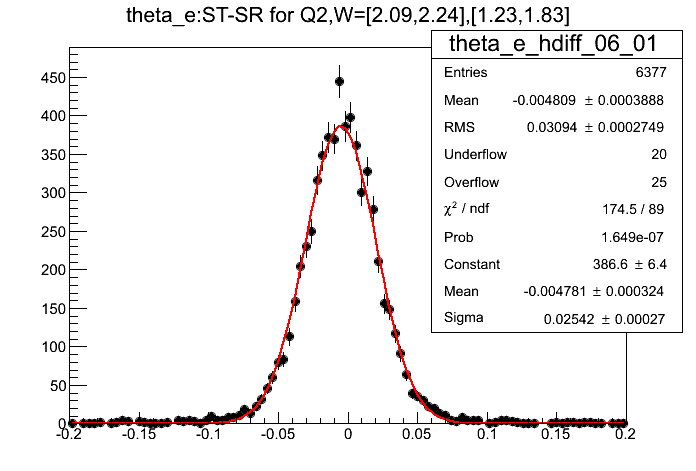 theta_e:ST-SR for Q2,W=[2.09,2.24],[1.23,1.83]
theta_e_hdiff_06_01
Entries 6377
Mean -0.004809 ± 0.0003888
RMS 0.03094 ± 0.0002749
Underflow 20
Overflow 25
χ² / ndf 174.5 / 89
Prob 1.649e-07
Constant 386.6 ± 6.4
Mean -0.004781 ± 0.000324
Sigma 0.02542 ± 0.00027
450
400
350
300
250
200
150
100
50
0
-0.2 -0.15 -0.1 -0.05 0 0.05 0.1 0.15 0.2